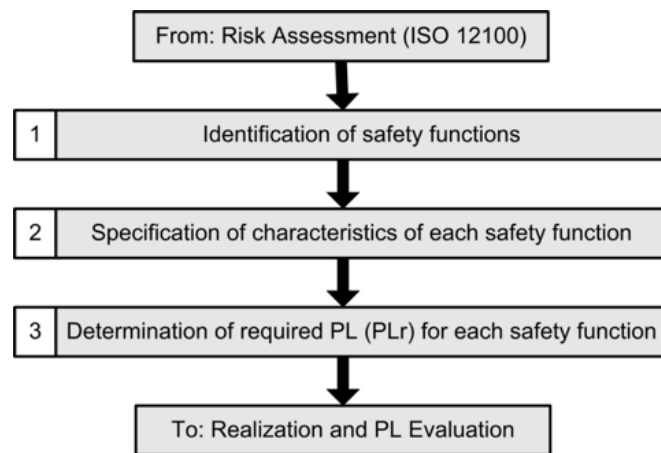 From: Risk Assessment (ISO 12100)
1 Identification of safety functions
2 Specification of characteristics of each safety function
3 Determination of required PL (PLr) for each safety function
To: Realization and PL Evaluation